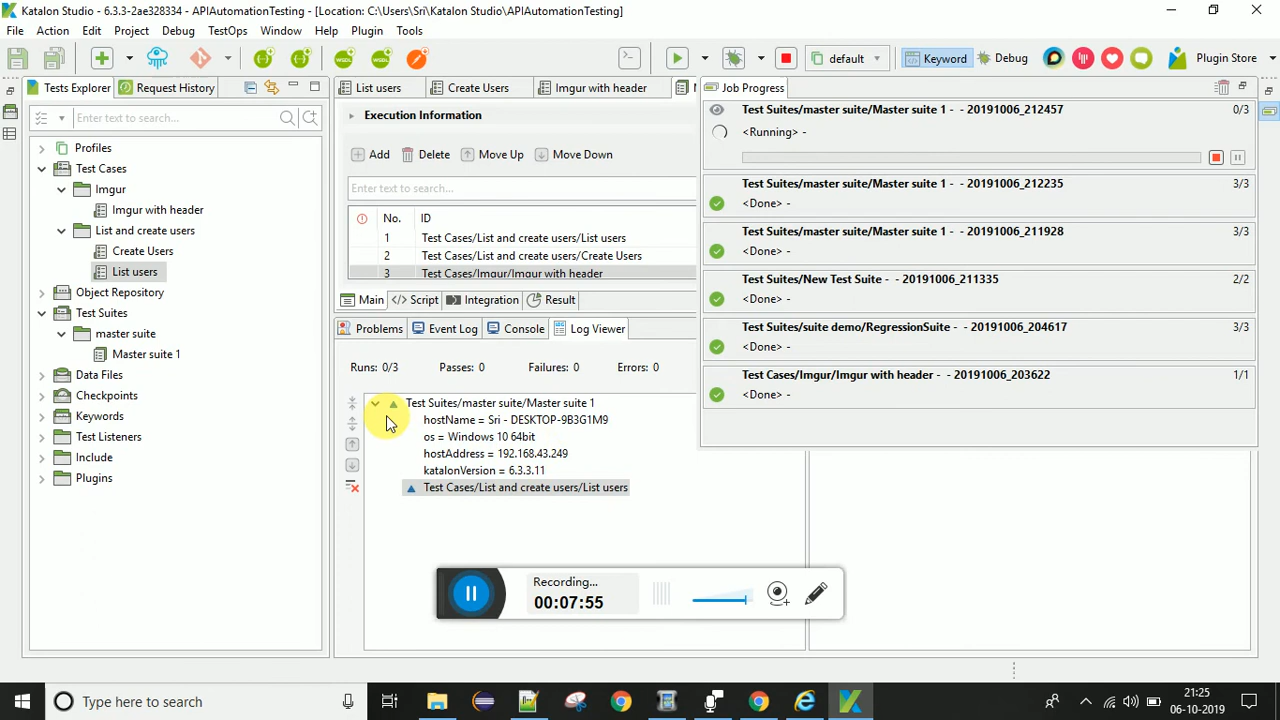 Katalon Studio - 6.3.3-2ae328334 - APIAutomationTesting - [Location: C:\Users\Sri\Katalon Studio\APIAutomationTesting]
File Action Edit Project Debug TestOps Window Help Plugin Tools
default Keyword Debug Plugin Store
Tests Explorer Request History
Enter text to search...
Profiles
Test Cases
Imgur
Imgur with header
List and create users
Create Users
List users
Object Repository
Test Suites
master suite
Master suite 1
Data Files
Checkpoints
Keywords
Test Listeners
Include
Plugins
List users Create Users Imgur with header
Execution Information
Add Delete Move Up Move Down
Enter text to search...
No. ID
1 Test Cases/List and create users/List users
2 Test Cases/List and create users/Create Users
3 Test Cases/Imgur/Imgur with header
Main </> Script Integration Result
Problems Event Log Console Log Viewer
Runs: 0/3 Passes: 0 Failures: 0 Errors: 0
Test Suites/master suite/Master suite 1
hostName = Sri - DESKTOP-9B3G1M9
os = Windows 10 64bit
hostAddress = 192.168.43.249
katalonVersion = 6.3.3.11
Test Cases/List and create users/List users
Job Progress
Test Suites/master suite/Master suite 1 - - 20191006_212457 0/3
<Running> -
Test Suites/master suite/Master suite 1 - - 20191006_212235 3/3
<Done> -
Test Suites/master suite/Master suite 1 - - 20191006_211928 3/3
<Done> -
Test Suites/New Test Suite - - 20191006_211335 2/2
<Done> -
Test Suites/suite demo/RegressionSuite - - 20191006_204617 3/3
<Done> -
Test Cases/Imgur/Imgur with header - 20191006_203622 1/1
<Done> -
Recording...
00:07:55
Type here to search
21:25
06-10-2019